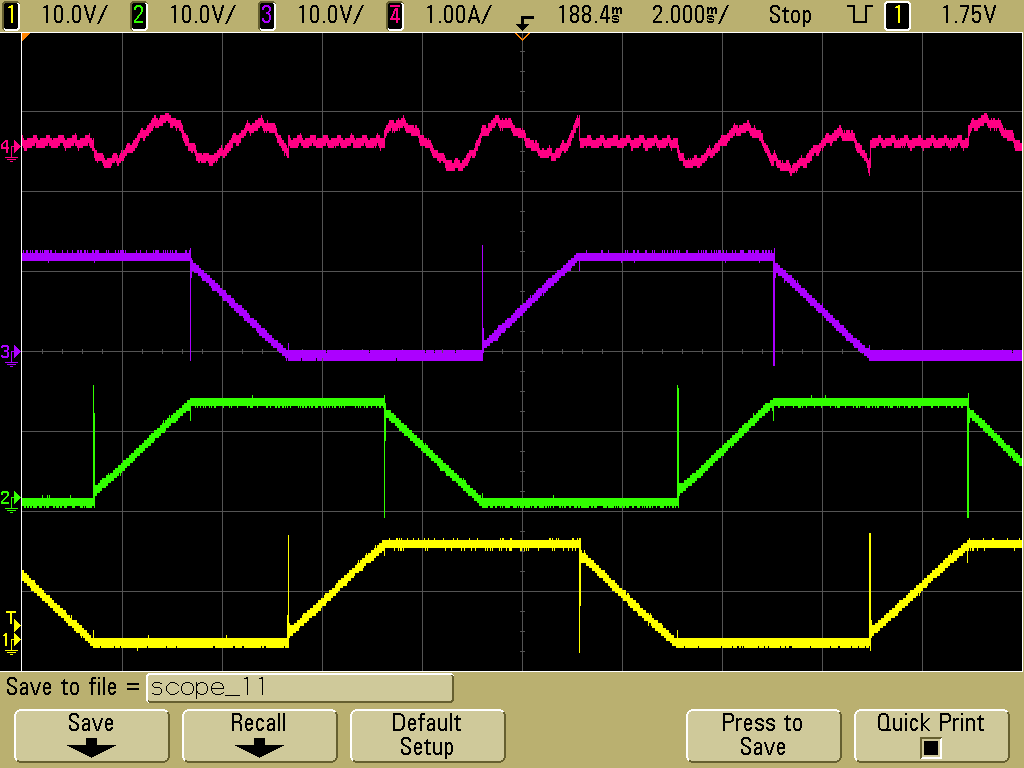 1 10.0V/ 2 10.0V/ 3 10.0V/ 4 1.00A/ 188.4ms 2.000ms/ Stop 1 1.75V
4
3
2
T
1
Save to file = scope_11
Save Recall Default Setup Press to Save Quick Print